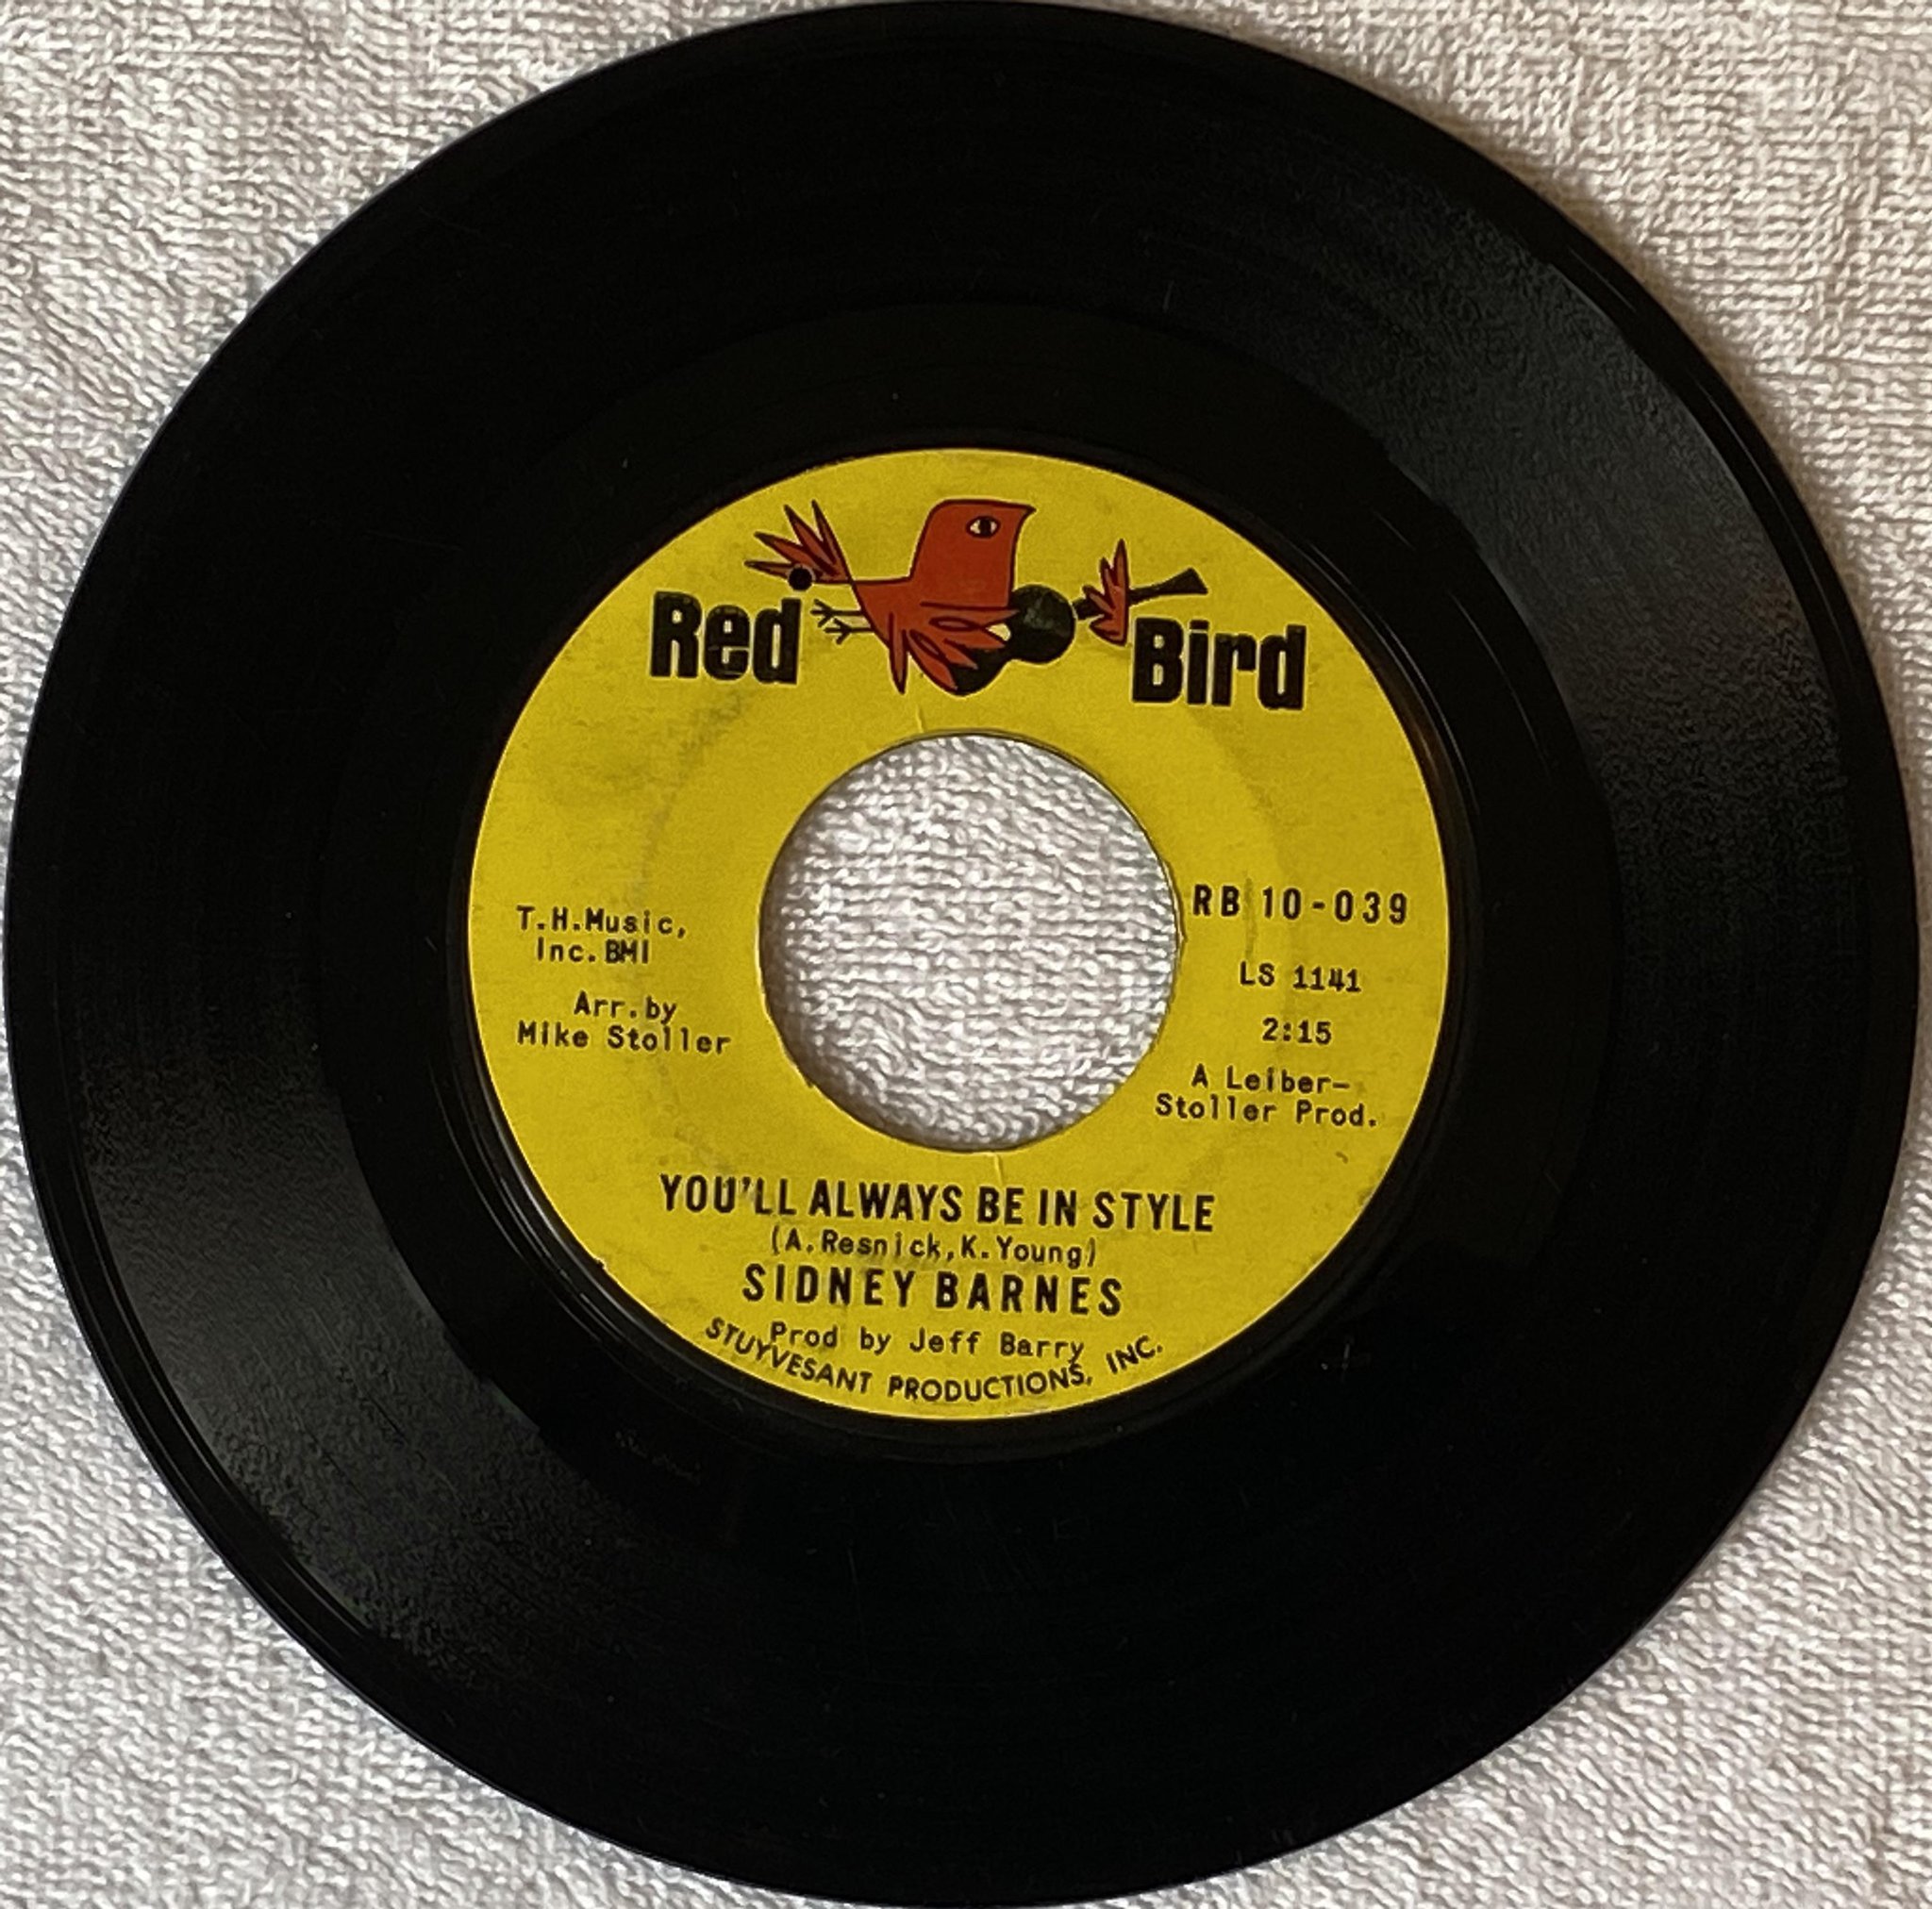 Red Bird
T.H.Music,
Inc. BMI
Arr. by
Mike Stoller
RB 10-039
LS 1141
2:15
A Leiber-
Stoller Prod.
YOU'LL ALWAYS BE IN STYLE
(A. Resnick, K. Young)
SIDNEY BARNES
Prod by Jeff Barry
STUYVESANT PRODUCTIONS, INC.